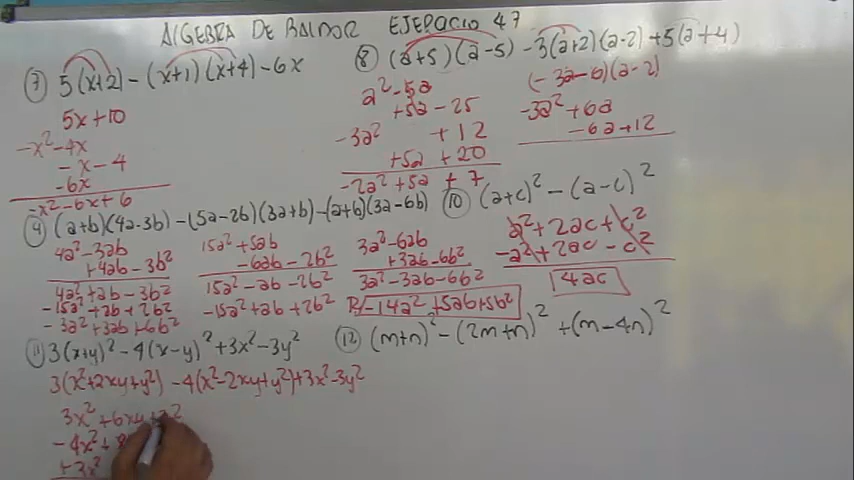 ALGEBRA DE BALDOR EJERCICIO 47
7 5(x+2) - (x+1)(x+4) - 6x
5x+10
-x²-4x
-x-4
-6x
-x²-6x+6
8 (a+5)(a-5) - 3(a+2)(a-2) + 5(a+4)
a²-5a
+5a-25
-3a² +12
+5a +20
-2a²+5a+7
(-3a-6)(a-2)
-3a²+6a
-6a+12
9 (a+b)(4a-3b) - (5a-2b)(3a+b) - (a+b)(3a-6b)
4a²-3ab
+4ab-3b²
4a²+ab-3b²
-15a²+ab+2b²
-3a²+3ab+6b²
15a²+5ab
-6ab-2b²
15a²-ab-2b²
-15a²+ab+2b²
3a²-6ab
+3ab-6b²
3a²-3ab-6b²
R/ -14a²+5ab+5b²
10 (a+c)² - (a-c)²
a²+2ac+c²
-a²+2ac-c²
4ac
11 3(x+y)² - 4(x-y)² + 3x² - 3y²
3(x²+2xy+y²) - 4(x²-2xy+y²) + 3x² - 3y²
3x²+6xy
-4x²+
+3x²
12 (m+n)² - (2m+n)² + (m-4n)²